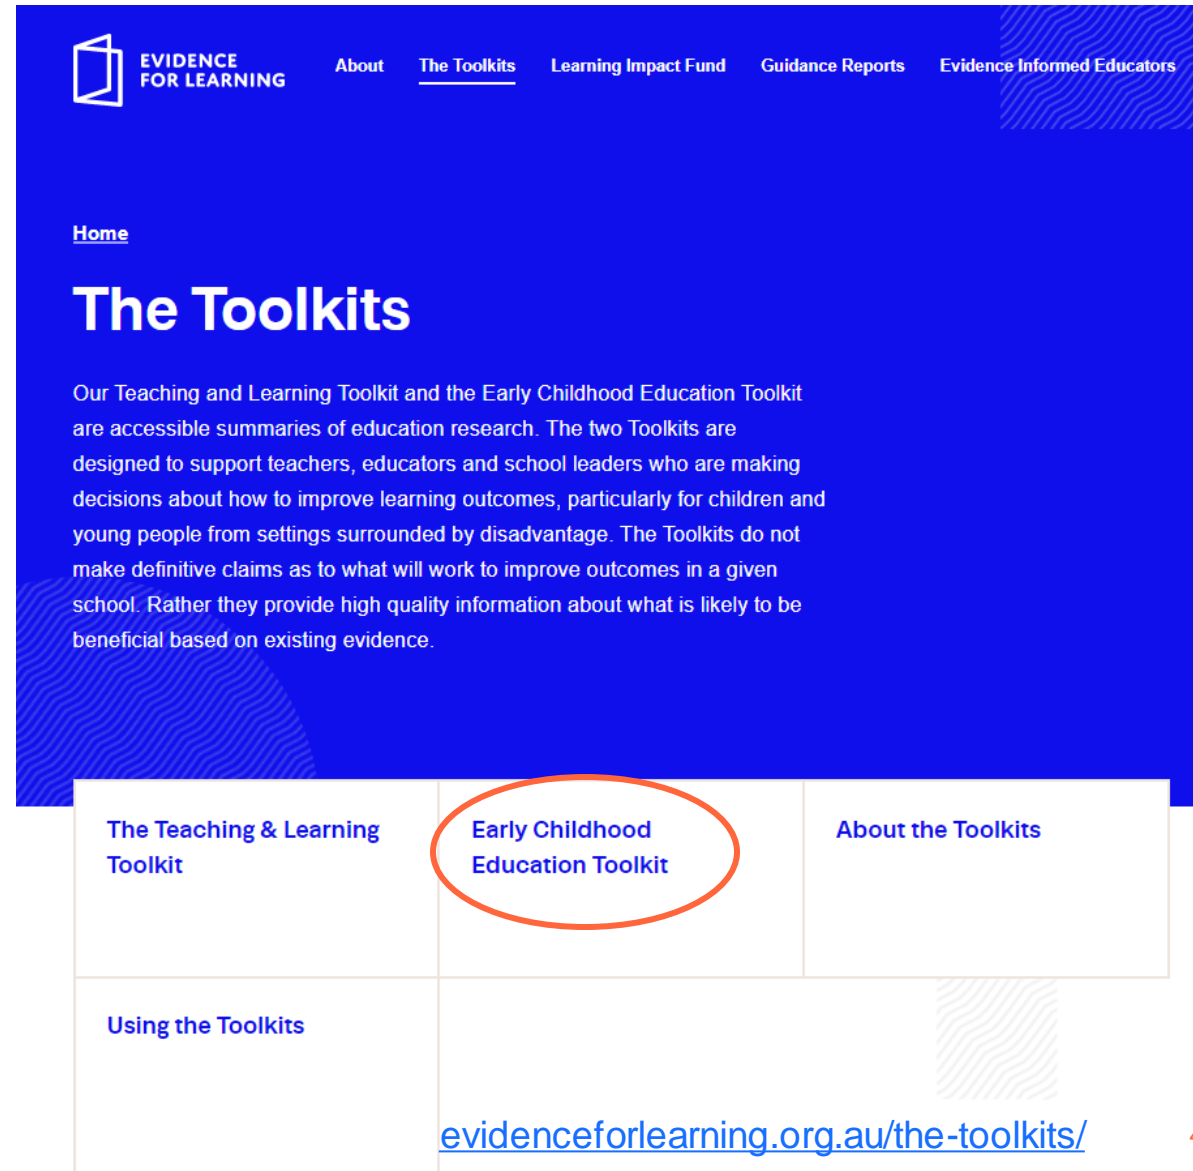 EVIDENCE
FOR LEARNING
About The Toolkits Learning Impact Fund Guidance Reports Evidence Informed Educators
Home
The Toolkits
Our Teaching and Learning Toolkit and the Early Childhood Education Toolkit
are accessible summaries of education research. The two Toolkits are
designed to support teachers, educators and school leaders who are making
decisions about how to improve learning outcomes, particularly for children and
young people from settings surrounded by disadvantage. The Toolkits do not
make definitive claims as to what will work to improve outcomes in a given
school. Rather they provide high quality information about what is likely to be
beneficial based on existing evidence.
The Teaching & Learning
Toolkit
Early Childhood
Education Toolkit
About the Toolkits
Using the Toolkits
evidenceforlearning.org.au/the-toolkits/